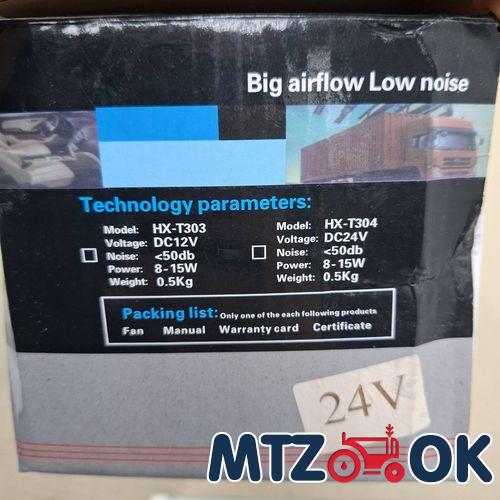 Big airflow Low noise
Technology parameters:
Model: HX-T303 Model: HX-T304
Voltage: DC12V Voltage: DC24V
Noise: <50db Noise: <50db
Power: 8-15W Power: 8-15W
Weight: 0.5Kg Weight: 0.5Kg
Packing list: Only one of the each following products
Fan Manual Warranty card Certificate
24V
MTZ OK